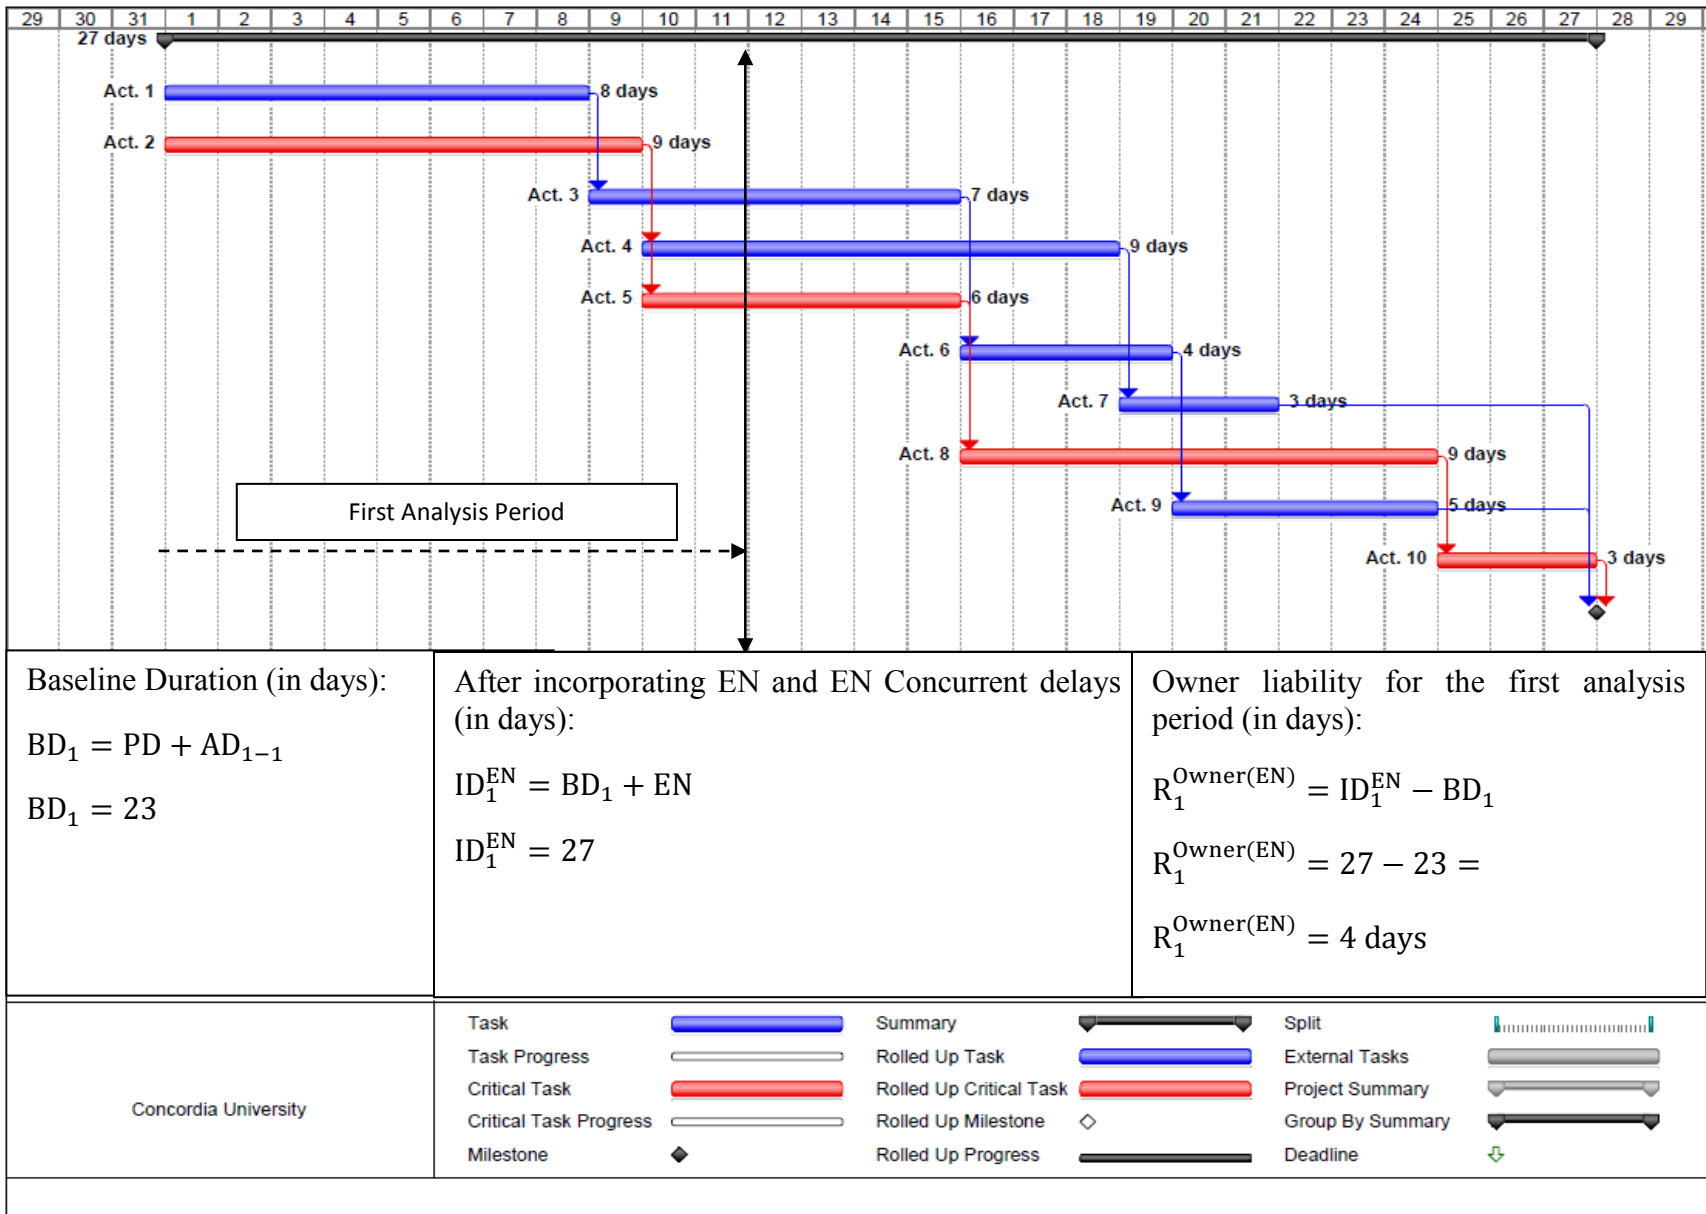 29 30 31 1 2 3 4 5 6 7 8 9 10 11 12 13 14 15 16 17 18 19 20 21 22 23 24 25 26 27 28 29
27 days
Act. 1 8 days
Act. 2 9 days
Act. 3 7 days
Act. 4 9 days
Act. 5 6 days
Act. 6 4 days
Act. 7 3 days
Act. 8 9 days
First Analysis Period
Act. 9 5 days
Act. 10 3 days
Baseline Duration (in days):
BD₁ = PD + AD₁₋₁
BD₁ = 23
After incorporating EN and EN Concurrent delays
(in days):
ID₁^EN = BD₁ + EN
ID₁^EN = 27
Owner liability for the first analysis
period (in days):
R₁^Owner(EN) = ID₁^EN − BD₁
R₁^Owner(EN) = 27 − 23 =
R₁^Owner(EN) = 4 days
Concordia University
Task
Task Progress
Critical Task
Critical Task Progress
Milestone
Summary
Rolled Up Task
Rolled Up Critical Task
Rolled Up Milestone
Rolled Up Progress
Split
External Tasks
Project Summary
Group By Summary
Deadline